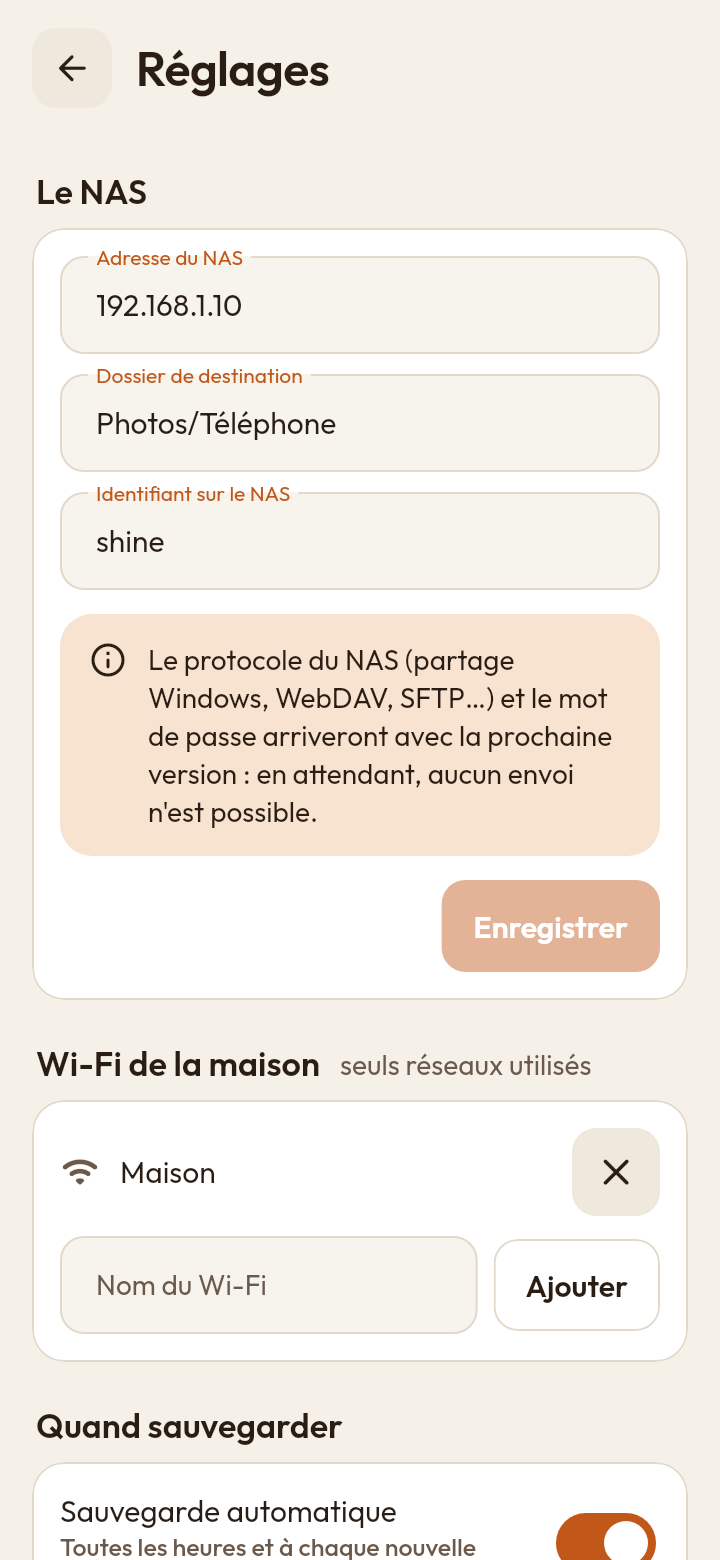 Réglages
Le NAS
Adresse du NAS
192.168.1.10
Dossier de destination
Photos/Téléphone
Identifiant sur le NAS
shine
Le protocole du NAS (partage
Windows, WebDAV, SFTP...) et le mot
de passe arriveront avec la prochaine
version : en attendant, aucun envoi
n'est possible.
Enregistrer
Wi-Fi de la maison seuls réseaux utilisés
Maison
Nom du Wi-Fi
Ajouter
Quand sauvegarder
Sauvegarde automatique
Toutes les heures et à chaque nouvelle